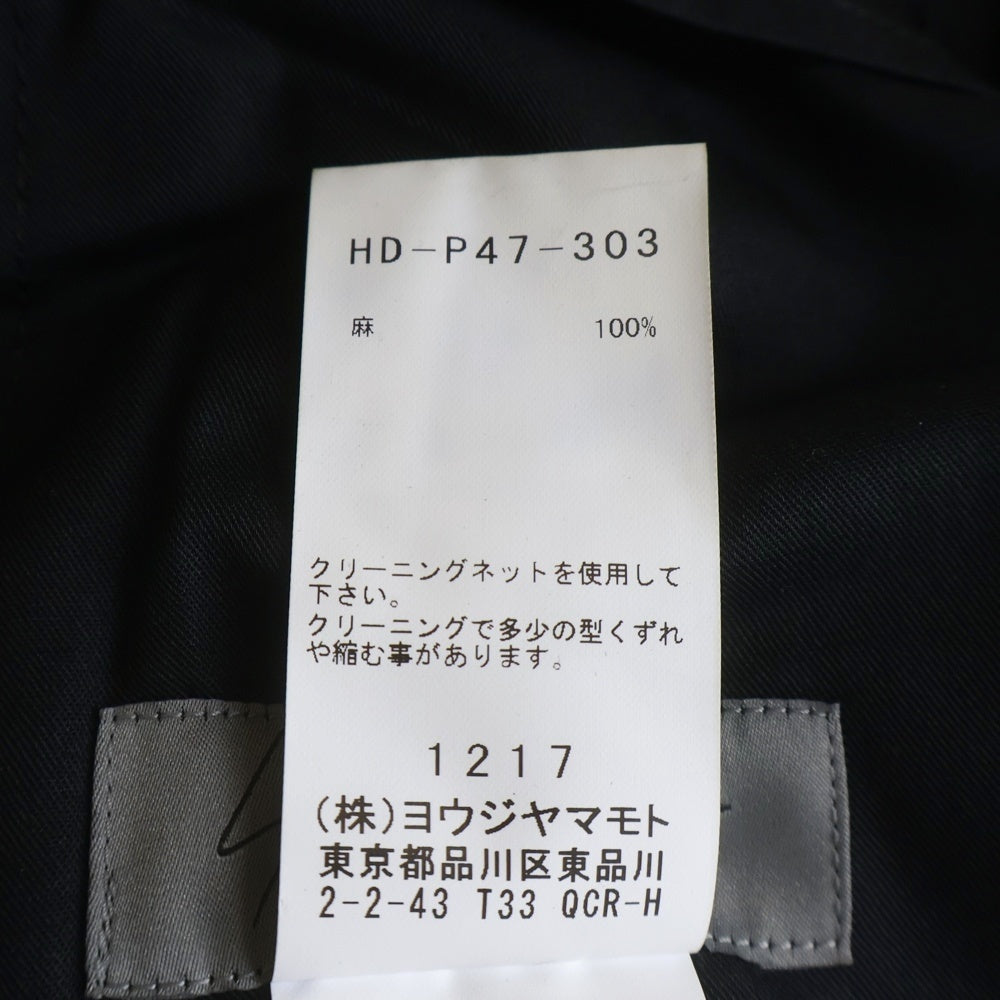 HD-P47-303
麻 100%
クリーニングネットを使用して
下さい。
クリーニングで多少の型くずれ
や縮む事があります。
1217
(株)ヨウジヤマモト
東京都品川区東品川
2-2-43 T33 QCR-H